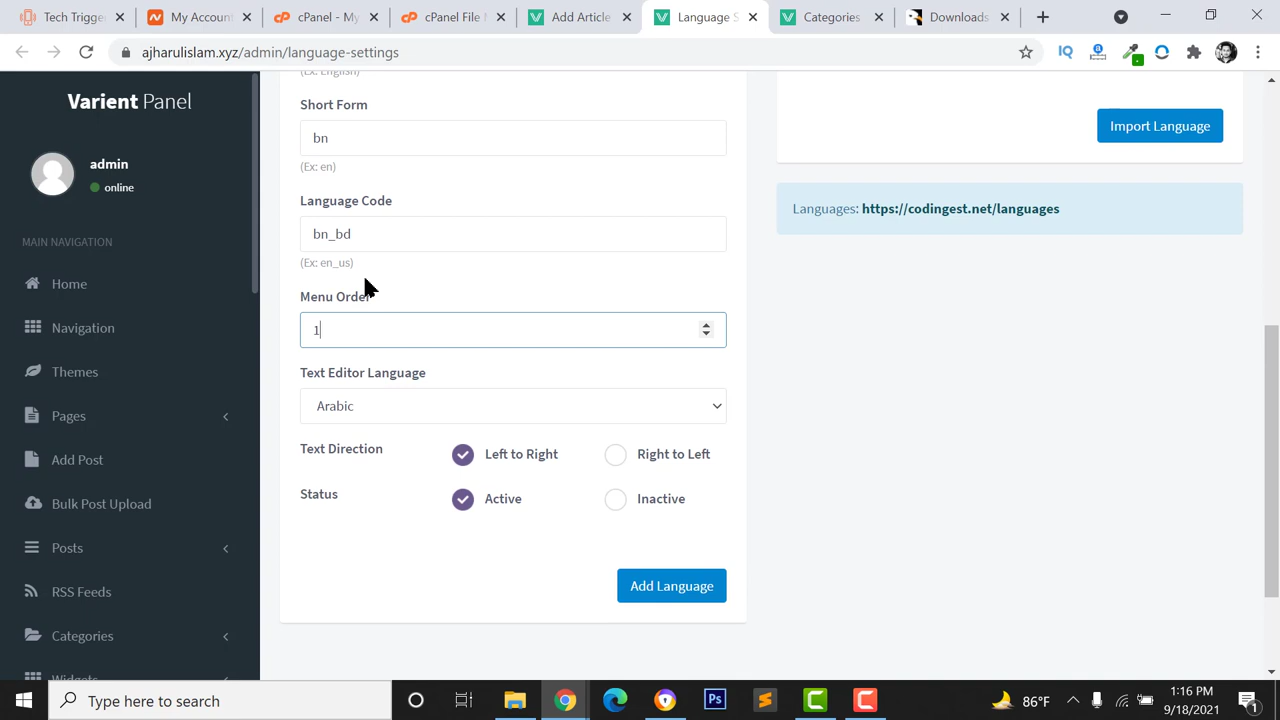 Tech Trigge
My Account
cPanel - My
cPanel File M
Add Article
Language S
Categories
Downloads
ajharulislam.xyz/admin/language-settings
Varient Panel
admin
online
MAIN NAVIGATION
Home
Navigation
Themes
Pages
Add Post
Bulk Post Upload
Posts
RSS Feeds
Categories
Widgets
(Ex: English)
Short Form
bn
(Ex: en)
Language Code
bn_bd
(Ex: en_us)
Menu Order
1
Text Editor Language
Arabic
Text Direction
Left to Right
Right to Left
Status
Active
Inactive
Add Language
Import Language
Languages: https://codingest.net/languages
Type here to search
86°F
1:16 PM
9/18/2021